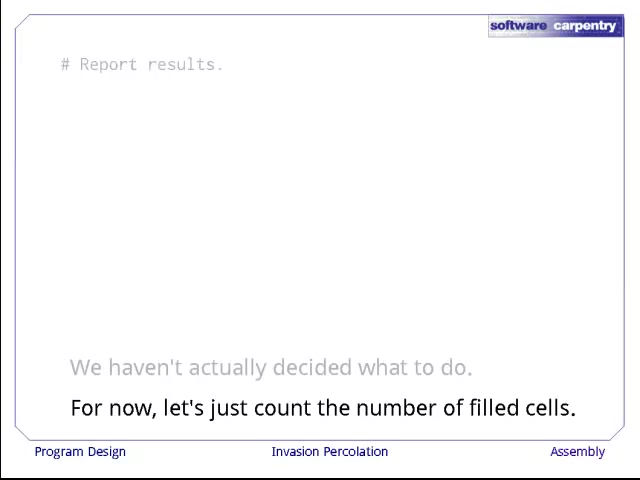 software carpentry
# Report results.
We haven't actually decided what to do.
For now, let's just count the number of filled cells.
Program Design
Invasion Percolation
Assembly